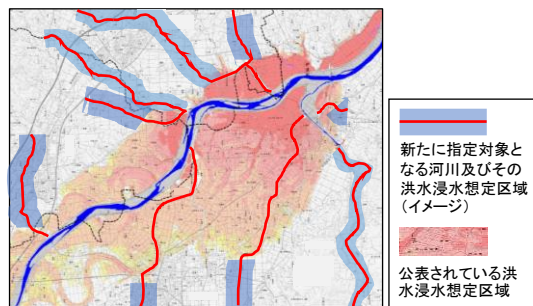 新たに指定対象と
なる河川及びその
洪水浸水想定区域
（イメージ）
公表されている洪
水浸水想定区域